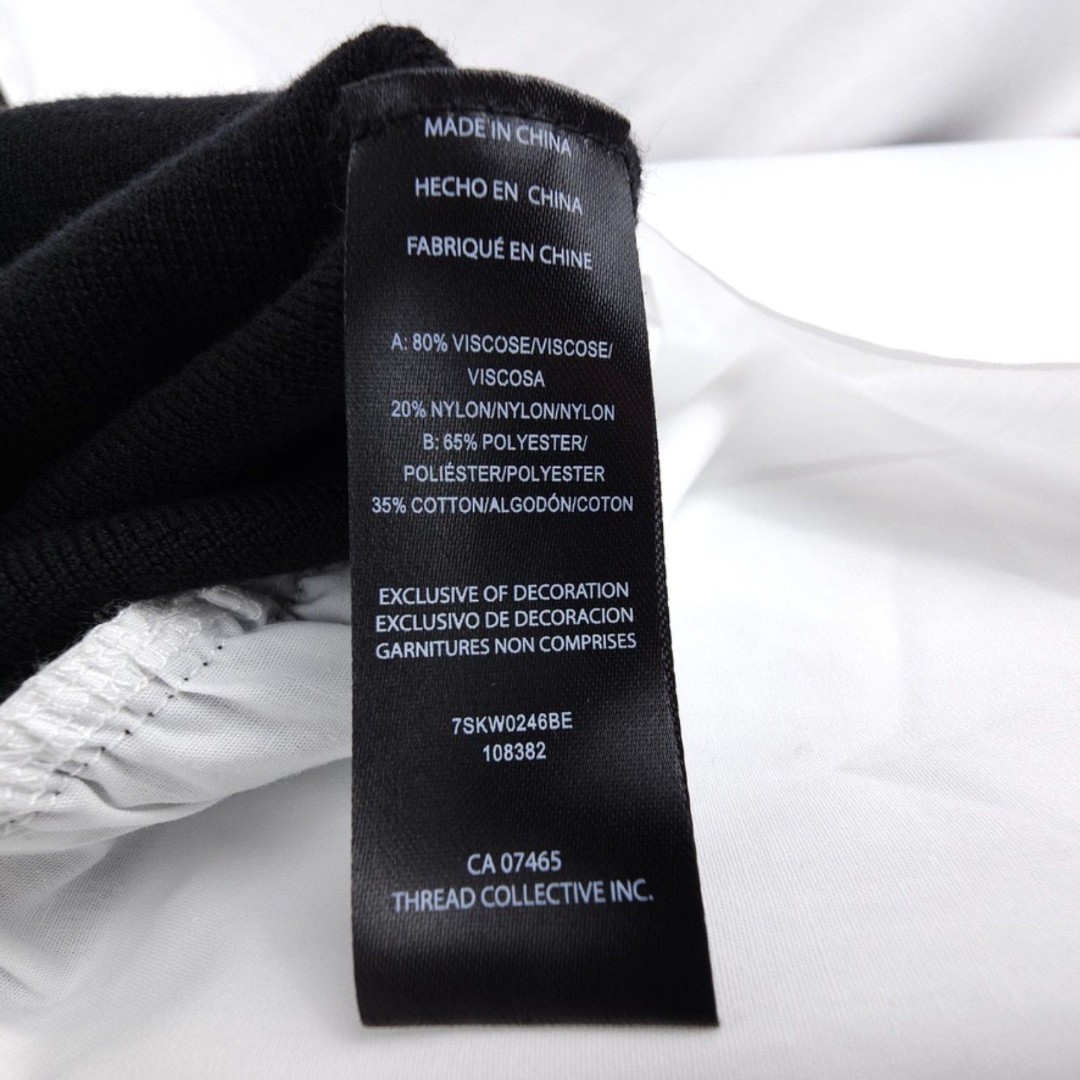 MADE IN CHINA
HECHO EN CHINA
FABRIQUÉ EN CHINE
A: 80% VISCOSE/VISCOSE/
VISCOSA
20% NYLON/NYLON/NYLON
B: 65% POLYESTER/
POLIÉSTER/POLYESTER
35% COTTON/ALGODÓN/COTON
EXCLUSIVE OF DECORATION
EXCLUSIVO DE DECORACION
GARNITURES NON COMPRISES
7SKW0246BE
108382
CA 07465
THREAD COLLECTIVE INC.